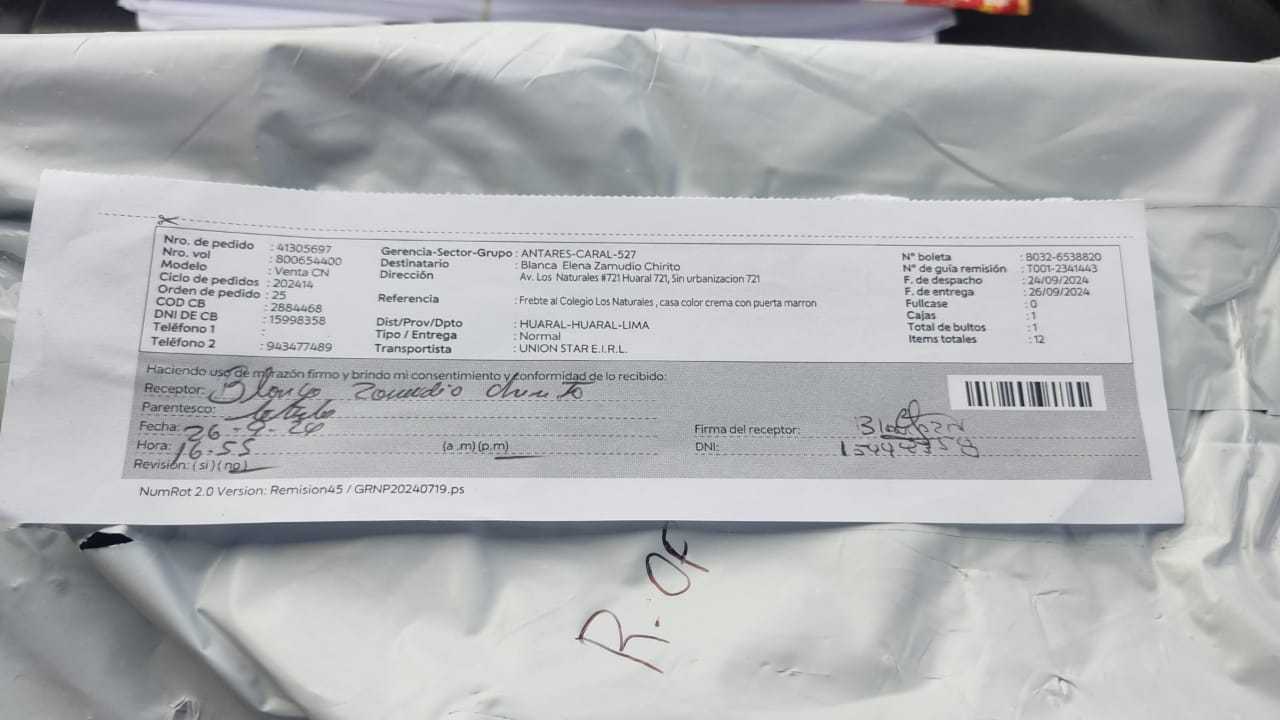 Nro. de pedido : 41305697
Nro. vol : 800654400
Modelo : Venta CN
Ciclo de pedidos : 202414
Orden de pedido : 25
COD CB : 2884468
DNI DE CB : 15998358
Teléfono 1 :
Teléfono 2 : 943477489
Gerencia-Sector-Grupo : ANTARES-CARAL-527
Destinatario : Blanca Elena Zamudio Chirito
Dirección : Av. Los Naturales #721 Huaral 721, Sin urbanizacion 721
Referencia : Frebte al Colegio Los Naturales , casa color crema con puerta marron
Dist/Prov/Dpto : HUARAL-HUARAL-LIMA
Tipo / Entrega : Normal
Transportista : UNION STAR E.I.R.L.
N° boleta : B032-6538820
N° de guía remisión : T001-2341443
F. de despacho : 24/09/2024
F. de entrega : 26/09/2024
Fullcase : 0
Cajas : 1
Total de bultos : 1
Items totales : 12
Haciendo uso de mi razón firmo y brindo mi consentimiento y conformidad de lo recibido:
Receptor: Blanca Zamudio Chirito
Parentesco:
Fecha: 26-9-24
Hora: 16:55 (a .m) (p.m)
Revisión: ( si ) ( no )
Firma del receptor:
DNI:
NumRot 2.0 Version: Remision45 / GRNP20240719.ps
R. Of